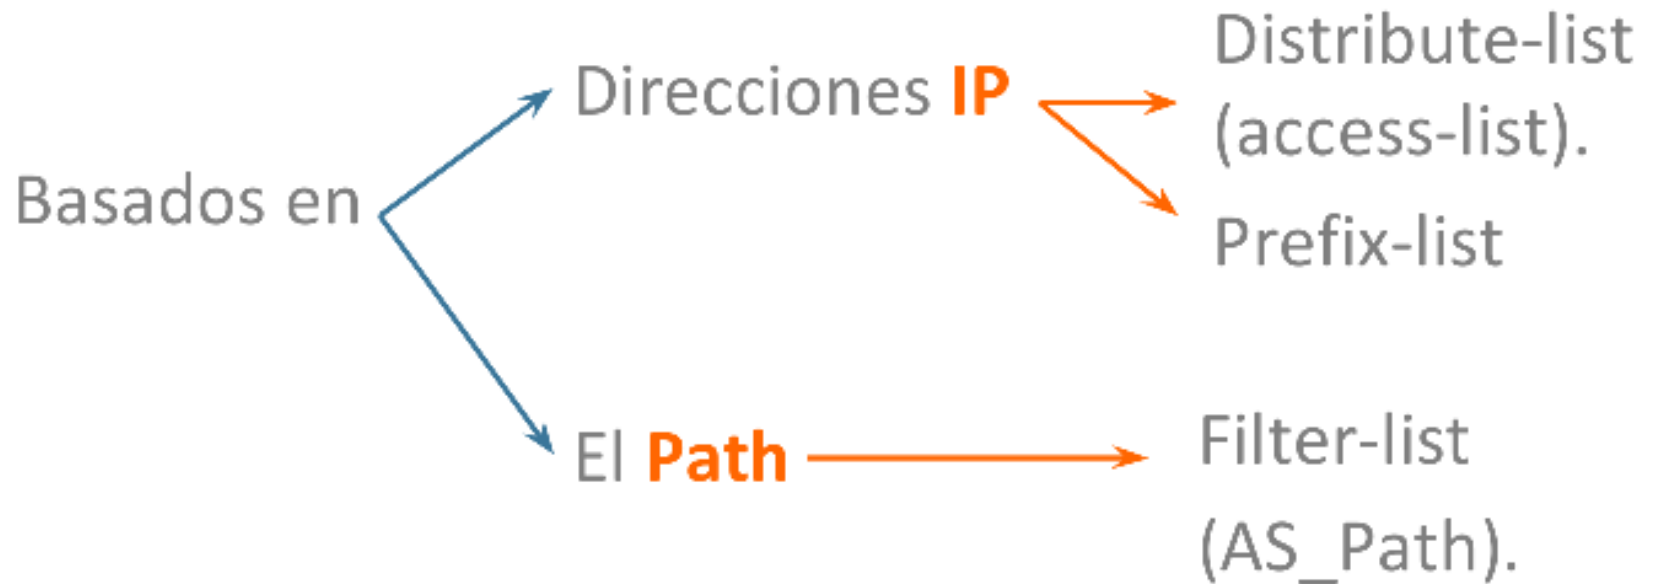 Basados en
Direcciones IP
Distribute-list
(access-list).
Prefix-list
El Path
Filter-list
(AS_Path).